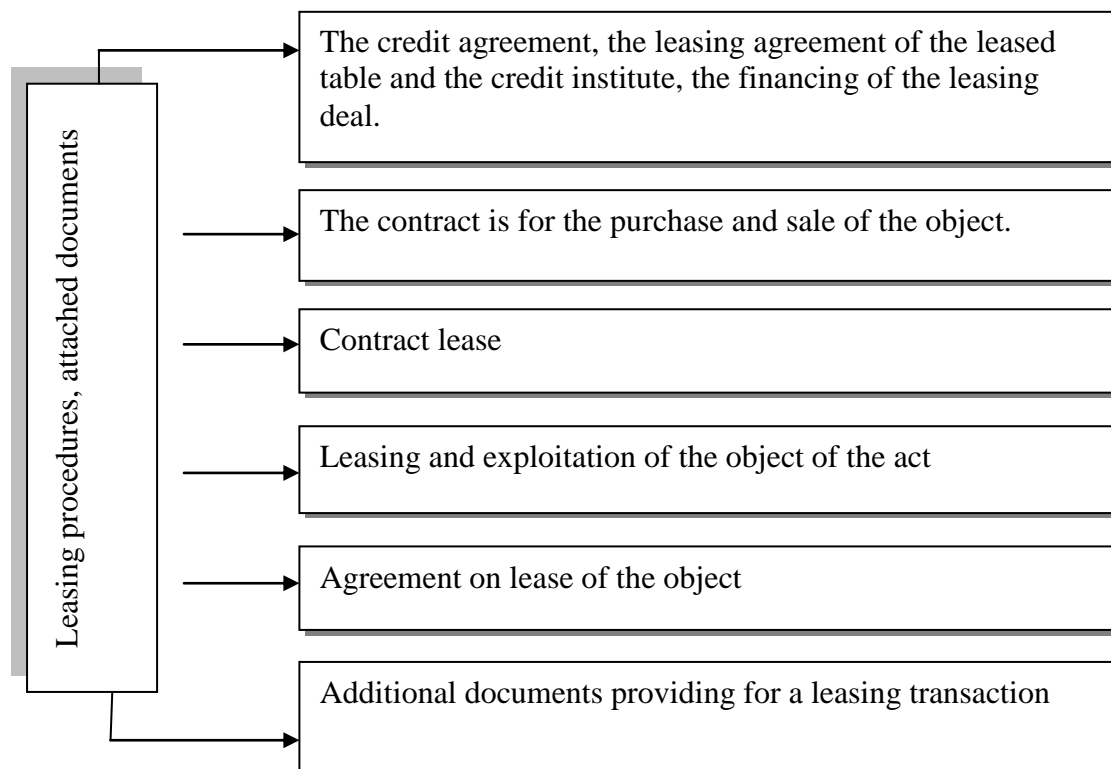 Leasing procedures, attached documents
The credit agreement, the leasing agreement of the leased
table and the credit institute, the financing of the leasing
deal.
The contract is for the purchase and sale of the object.
Contract lease
Leasing and exploitation of the object of the act
Agreement on lease of the object
Additional documents providing for a leasing transaction